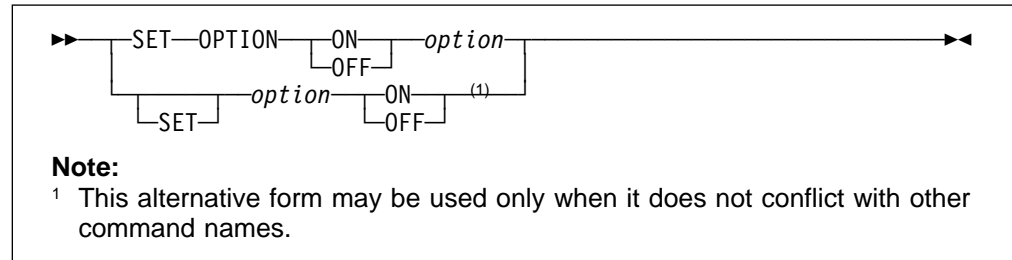 SET OPTION ON option
OFF
option ON (1)
SET OFF
Note:
1 This alternative form may be used only when it does not conflict with other
command names.